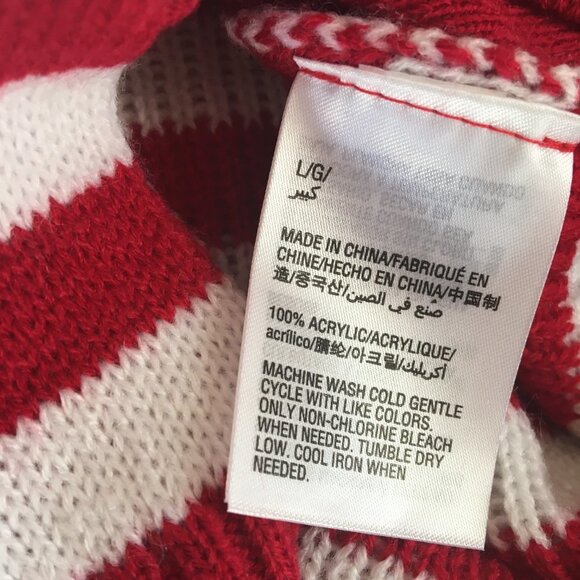 L/G/
كبير
MADE IN CHINA/FABRIQUÉ EN
CHINE/HECHO EN CHINA/中国制
造/중국산/صنع في الصين
100% ACRYLIC/ACRYLIQUE/
acrílico/腈纶/아크릴/أكريليك
MACHINE WASH COLD GENTLE
CYCLE WITH LIKE COLORS.
ONLY NON-CHLORINE BLEACH
WHEN NEEDED. TUMBLE DRY
LOW. COOL IRON WHEN
NEEDED.